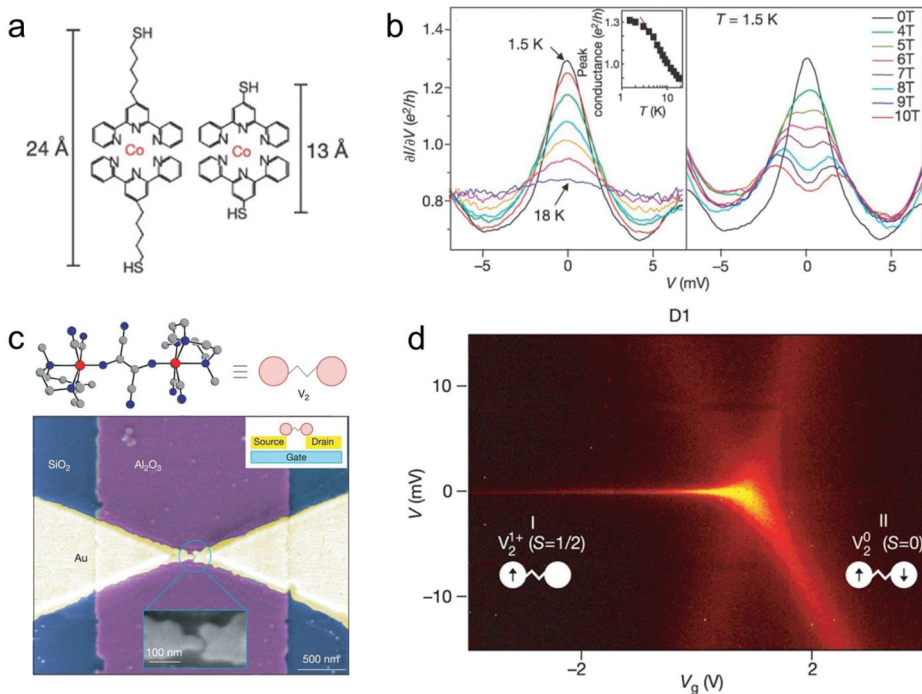 a
SH
SH
N
N
N
Co
N
N
N
N
N
N
Co
N
N
N
24 Å
13 Å
HS
HS
b
∂I/∂V (e²/h)
1.4
1.2
1.0
0.8
1.5 K
18 K
Peak
conductance (e²/h)
1.3
1.0
1
10
T (K)
T = 1.5 K
0T
4T
5T
6T
7T
8T
9T
10T
−5
0
5
−5
0
5
V (mV)
c
V₂
SiO₂
Al₂O₃
Au
Source
Drain
Gate
100 nm
500 nm
D1
d
V (mV)
10
0
−10
I
V₂¹⁺ (S=1/2)
II
V₂⁰ (S=0)
−2
2
V_g (V)